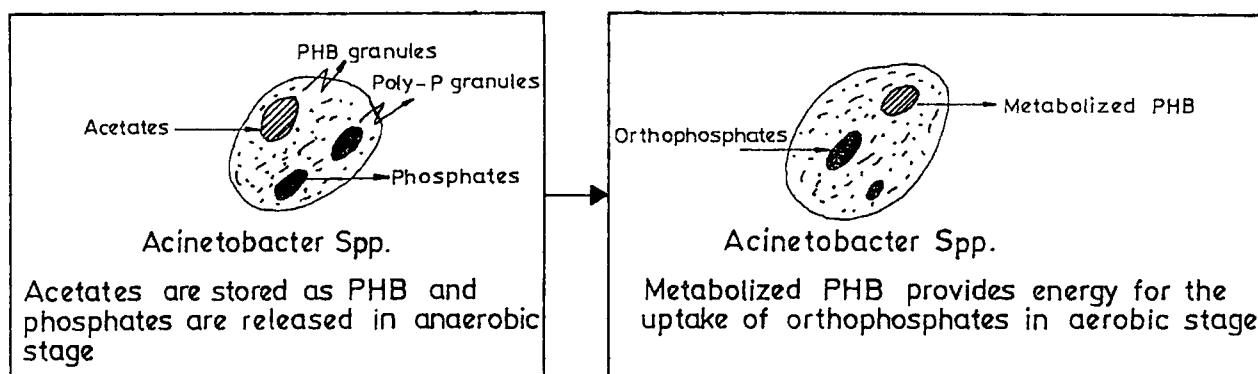 PHB granules
Poly-P granules
Acetates
Phosphates
Acinetobacter Spp.
Acetates are stored as PHB and
phosphates are released in anaerobic
stage
Metabolized PHB
Orthophosphates
Acinetobacter Spp.
Metabolized PHB provides energy for the
uptake of orthophosphates in aerobic stage